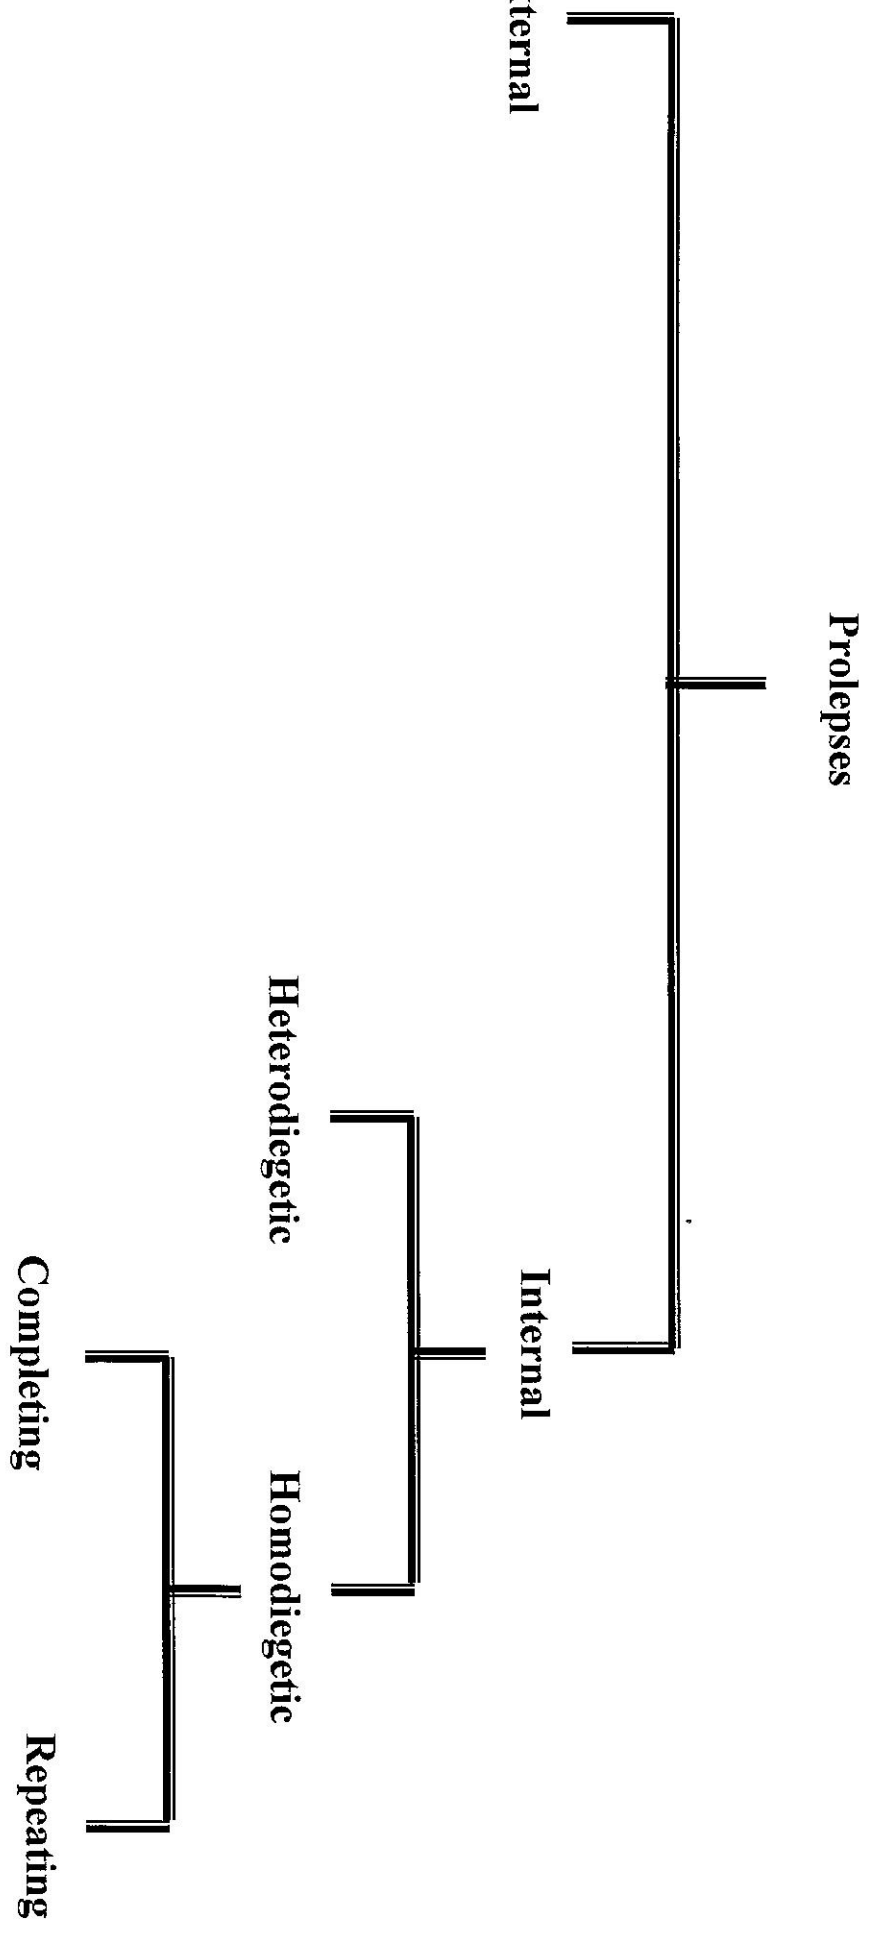 Prolepses
ternal
Internal
Heterodiegetic
Homodiegetic
Completing
Repeating